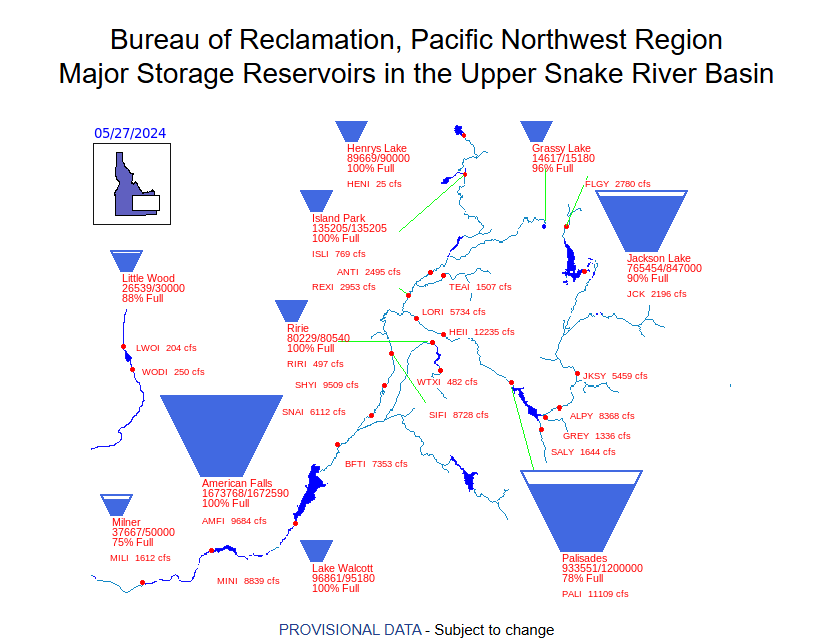 Bureau of Reclamation, Pacific Northwest Region
Major Storage Reservoirs in the Upper Snake River Basin
05/27/2024
Henrys Lake
89669/90000
100% Full
HENI 25 cfs
Grassy Lake
14617/15180
96% Full
FLGY 2780 cfs
Island Park
135205/135205
100% Full
ISLI 769 cfs
Jackson Lake
765454/847000
90% Full
JCK 2196 cfs
Little Wood
26539/30000
88% Full
ANTI 2495 cfs
REXI 2953 cfs
TEAI 1507 cfs
LORI 5734 cfs
HEII 12235 cfs
Ririe
80229/80540
100% Full
RIRI 497 cfs
LWOI 204 cfs
WODI 250 cfs
SHYI 9509 cfs
WTXI 482 cfs
JKSY 5459 cfs
SNAI 6112 cfs
SIFI 8728 cfs
ALPY 8368 cfs
GREY 1336 cfs
SALY 1644 cfs
BFTI 7353 cfs
American Falls
1673768/1672590
100% Full
AMFI 9684 cfs
Milner
37667/50000
75% Full
MILI 1612 cfs
MINI 8839 cfs
Lake Walcott
96861/95180
100% Full
Palisades
933551/1200000
78% Full
PALI 11109 cfs
PROVISIONAL DATA - Subject to change